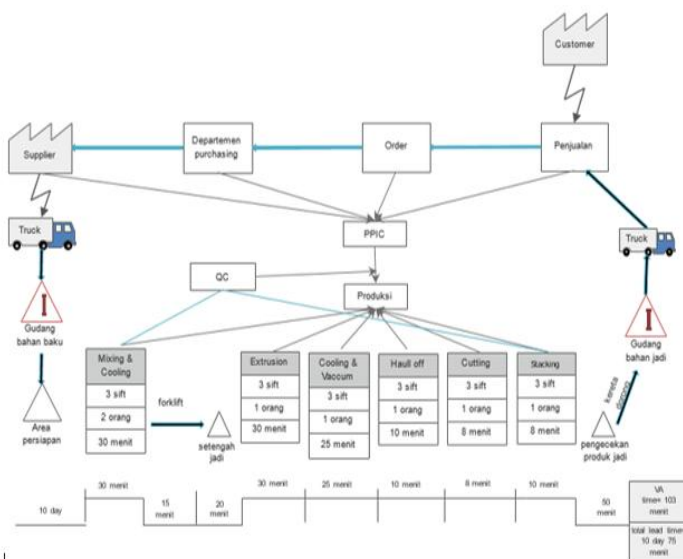 Customer
Supplier
Departemen
purchasing
Order
Penjualan
Truck
PPIC
Truck
QC
Produksi
Gudang
bahan baku
Gudang
bahan jadi
Mixing &
Cooling
3 sift
2 orang
30 menit
forklift
setengah
jadi
Extrusion
3 sift
1 orang
30 menit
Cooling &
Vaccum
3 sift
1 orang
25 menit
Haull off
3 sift
1 orang
10 menit
Cutting
3 sift
1 orang
8 menit
Stacking
3 sift
1 orang
8 menit
kereta
dorong
Area
persiapan
pengecekan
produk jadi
10 day
30 menit
15
menit
20
menit
30 menit
25 menit
10 menit
8 menit
10 menit
50
menit
VA
time= 103
menit
total lead time=
10 day 75
menit